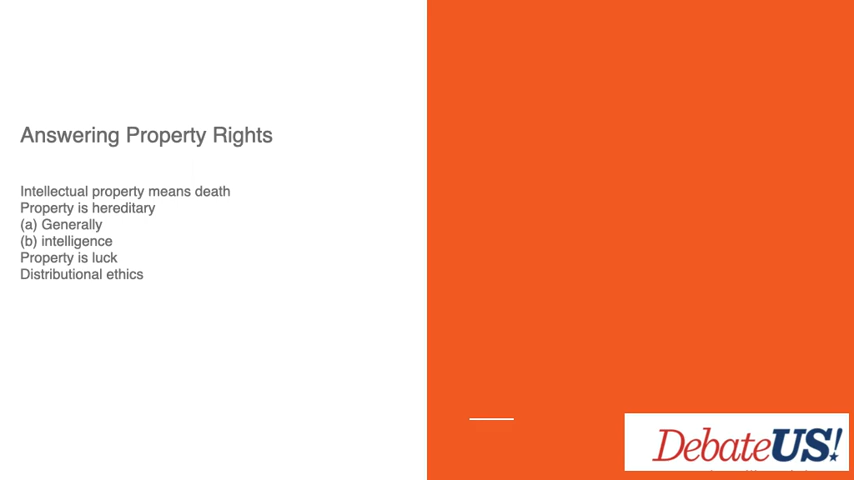 Answering Property Rights
Intellectual property means death
Property is hereditary
(a) Generally
(b) intelligence
Property is luck
Distributional ethics
DebateUS!